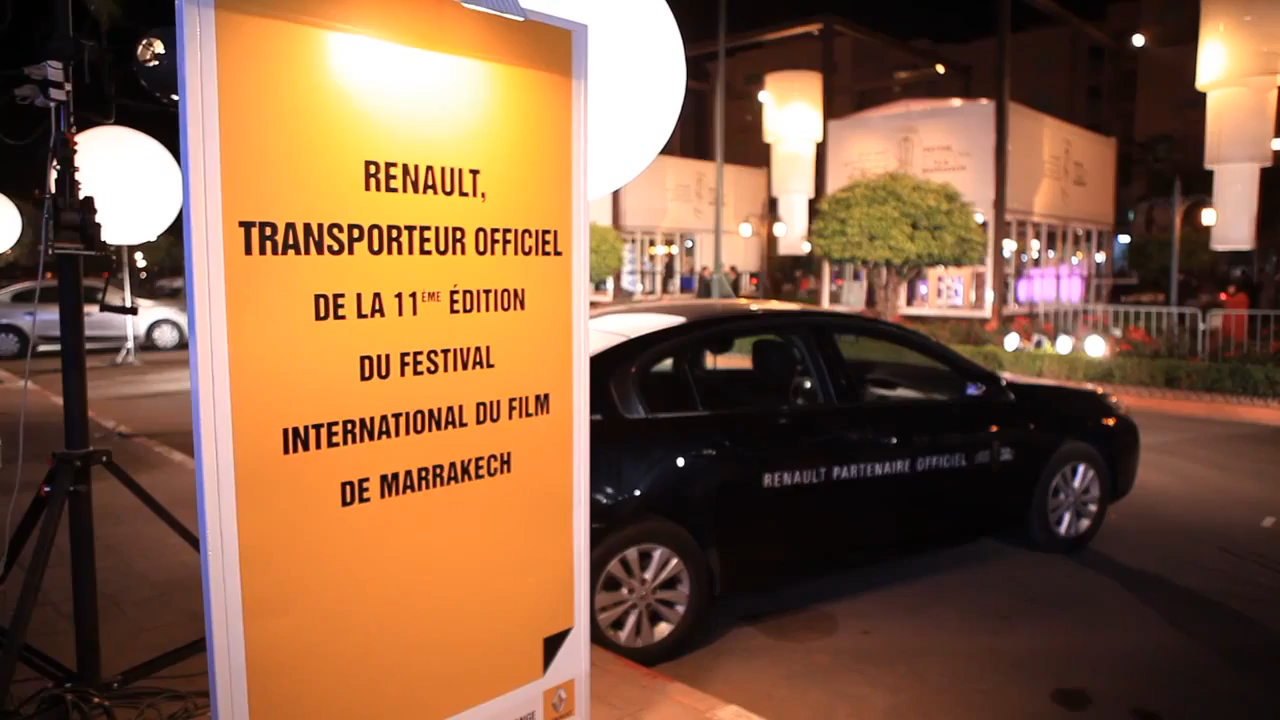 RENAULT,
TRANSPORTEUR OFFICIEL
DE LA 11ÈME ÉDITION
DU FESTIVAL
INTERNATIONAL DU FILM
DE MARRAKECH
RENAULT PARTENAIRE OFFICIEL